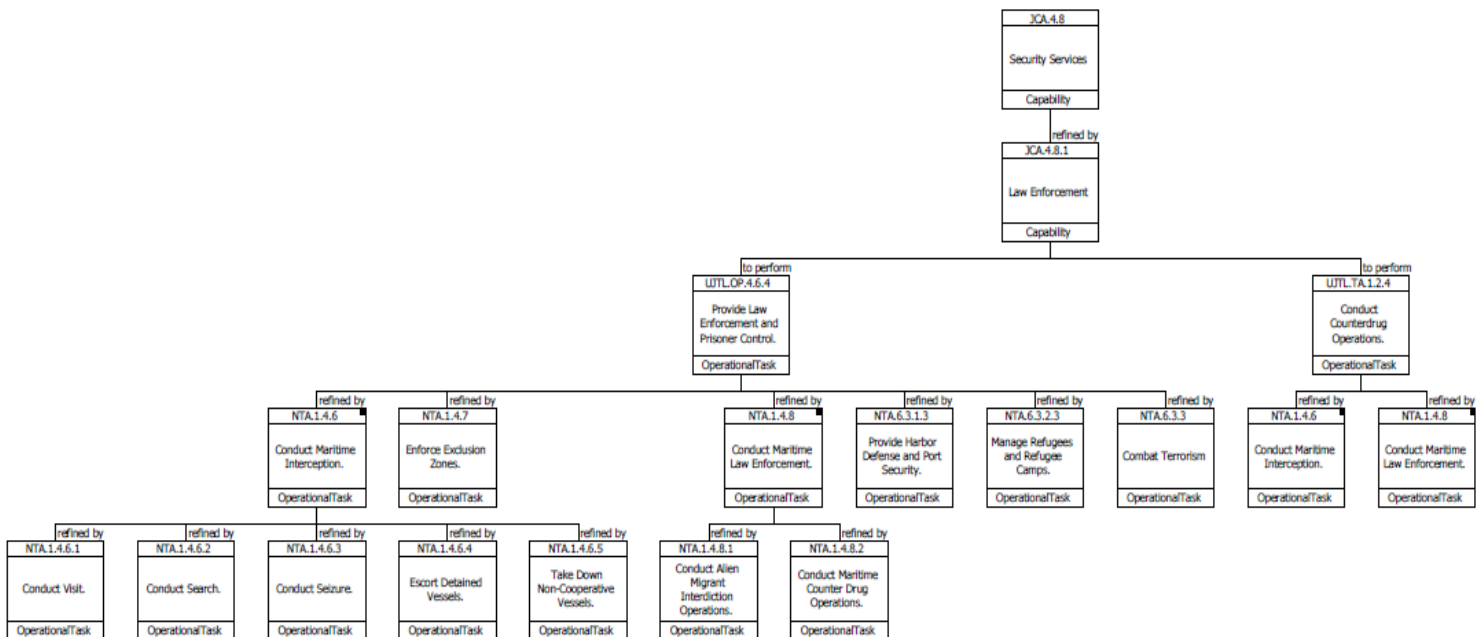 JCA.4.8
Security Services
Capability
refined by
JCA.4.8.1
Law Enforcement
Capability
to perform
UJTL.OP.4.6.4
Provide Law
Enforcement and
Prisoner Control.
OperationalTask
to perform
UJTL.TA.1.2.4
Conduct
Counterdrug
Operations.
OperationalTask
refined by
NTA.1.4.6
Conduct Maritime
Interception.
OperationalTask
refined by
NTA.1.4.7
Enforce Exclusion
Zones.
OperationalTask
refined by
NTA.1.4.8
Conduct Maritime
Law Enforcement.
OperationalTask
refined by
NTA.6.3.1.3
Provide Harbor
Defense and Port
Security.
OperationalTask
refined by
NTA.6.3.2.3
Manage Refugees
and Refugee
Camps.
OperationalTask
refined by
NTA.6.3.3
Combat Terrorism
OperationalTask
refined by
NTA.1.4.6
Conduct Maritime
Interception.
OperationalTask
refined by
NTA.1.4.8
Conduct Maritime
Law Enforcement.
OperationalTask
refined by
NTA.1.4.6.1
Conduct Visit.
OperationalTask
refined by
NTA.1.4.6.2
Conduct Search.
OperationalTask
refined by
NTA.1.4.6.3
Conduct Seizure.
OperationalTask
refined by
NTA.1.4.6.4
Escort Detained
Vessels.
OperationalTask
refined by
NTA.1.4.6.5
Take Down
Non-Cooperative
Vessels.
OperationalTask
refined by
NTA.1.4.8.1
Conduct Alien
Migrant
Interdiction
Operations.
OperationalTask
refined by
NTA.1.4.8.2
Conduct Maritime
Counter Drug
Operations.
OperationalTask